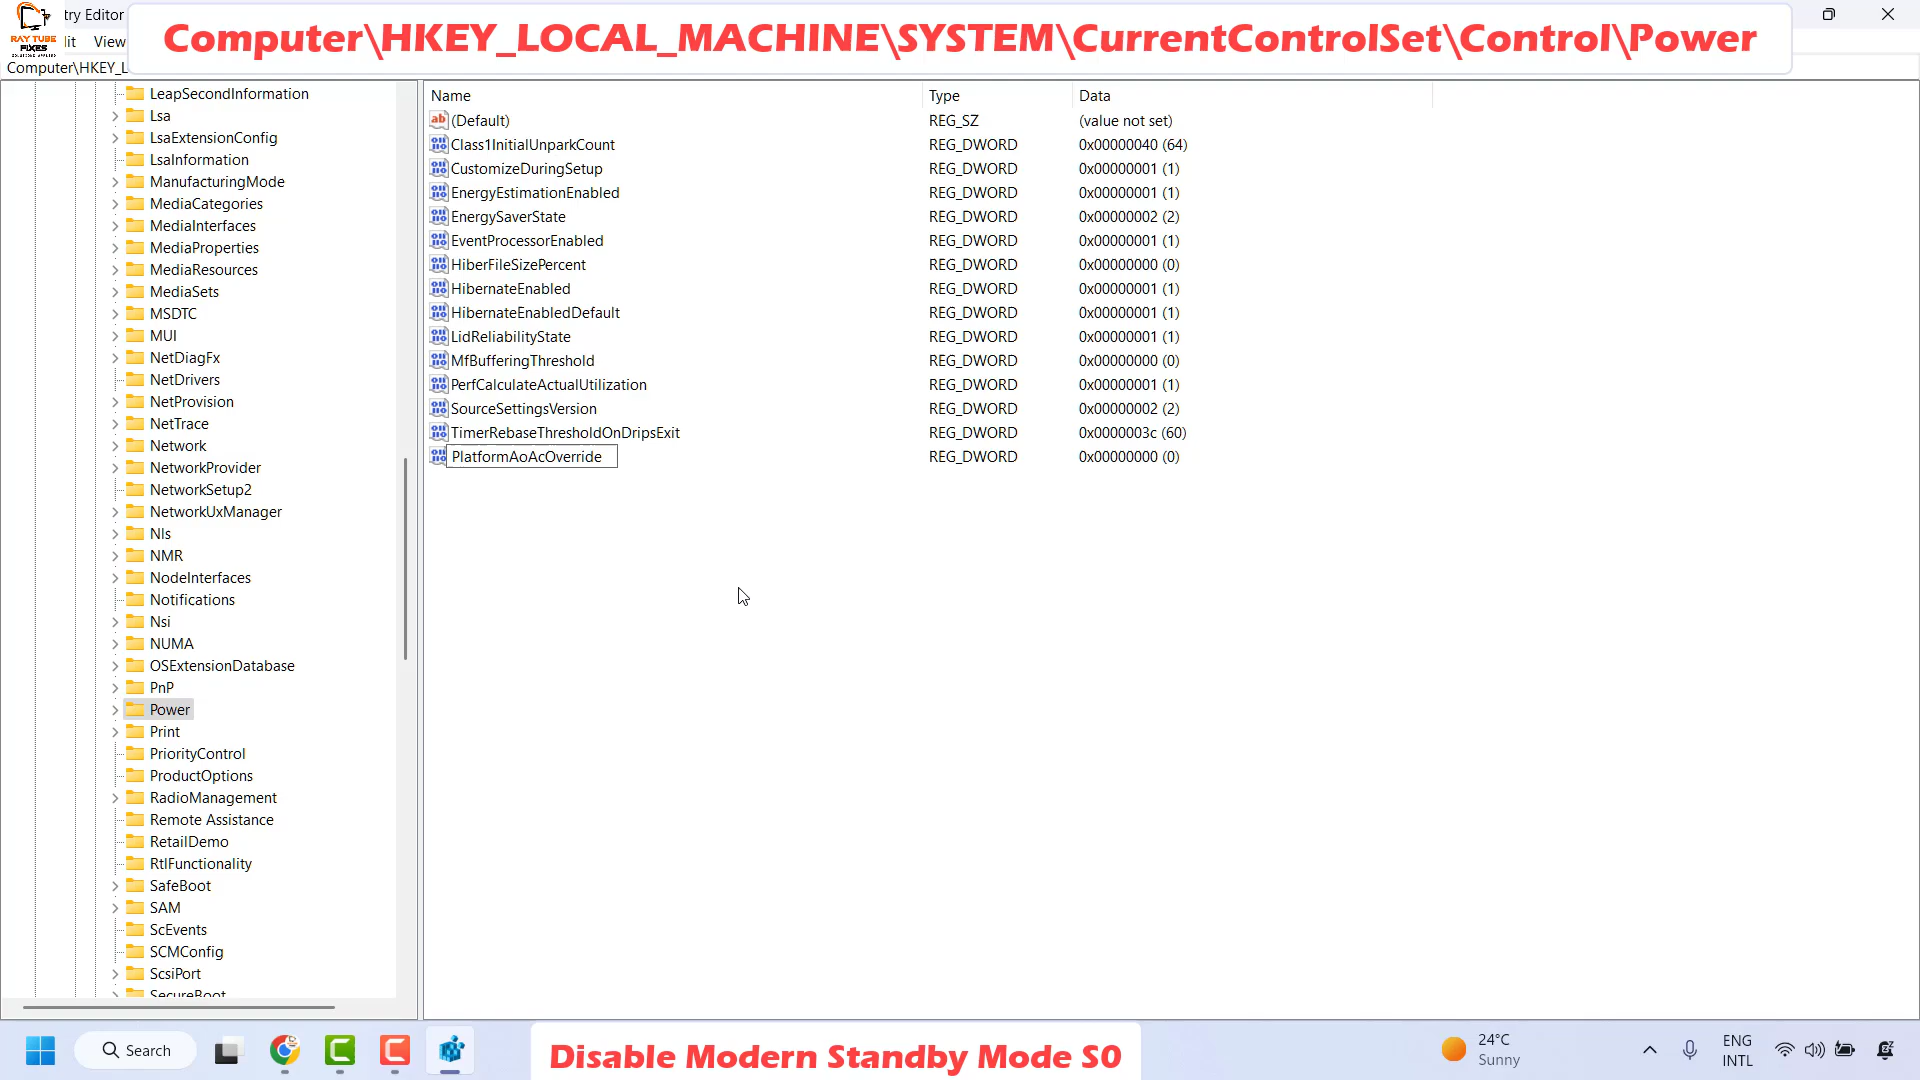 try Editor
Computer\HKEY_LOCAL_MACHINE\SYSTEM\CurrentControlSet\Control\Power
RAY TUBE
FIXES
lit View
Computer\HKEY_L
LeapSecondInformation
Lsa
LsaExtensionConfig
LsaInformation
ManufacturingMode
MediaCategories
MediaInterfaces
MediaProperties
MediaResources
MediaSets
MSDTC
MUI
NetDiagFx
NetDrivers
NetProvision
NetTrace
Network
NetworkProvider
NetworkSetup2
NetworkUxManager
Nls
NMR
NodeInterfaces
Notifications
Nsi
NUMA
OSExtensionDatabase
PnP
Power
Print
PriorityControl
ProductOptions
RadioManagement
Remote Assistance
RetailDemo
RtlFunctionality
SafeBoot
SAM
ScEvents
SCMConfig
ScsiPort
SecureBoot
Name Type Data
(Default) REG_SZ (value not set)
Class1InitialUnparkCount REG_DWORD 0x00000040 (64)
CustomizeDuringSetup REG_DWORD 0x00000001 (1)
EnergyEstimationEnabled REG_DWORD 0x00000001 (1)
EnergySaverState REG_DWORD 0x00000002 (2)
EventProcessorEnabled REG_DWORD 0x00000001 (1)
HiberFileSizePercent REG_DWORD 0x00000000 (0)
HibernateEnabled REG_DWORD 0x00000001 (1)
HibernateEnabledDefault REG_DWORD 0x00000001 (1)
LidReliabilityState REG_DWORD 0x00000001 (1)
MfBufferingThreshold REG_DWORD 0x00000000 (0)
PerfCalculateActualUtilization REG_DWORD 0x00000001 (1)
SourceSettingsVersion REG_DWORD 0x00000002 (2)
TimerRebaseThresholdOnDripsExit REG_DWORD 0x0000003c (60)
PlatformAoAcOverride REG_DWORD 0x00000000 (0)
Search
Disable Modern Standby Mode S0
24°C
Sunny
ENG
INTL